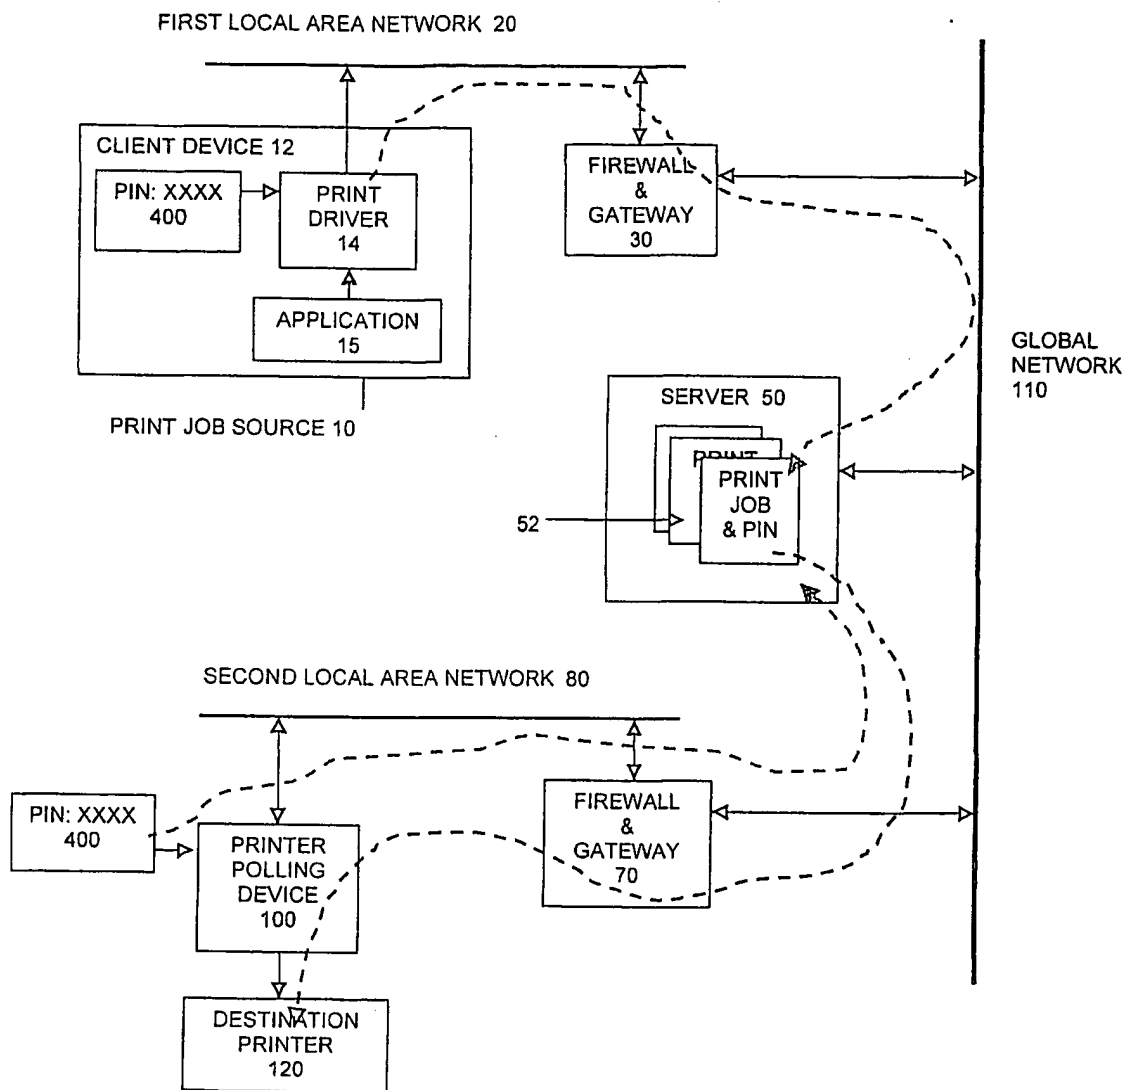 FIRST LOCAL AREA NETWORK 20
CLIENT DEVICE 12
PIN: XXXX
400
PRINT
DRIVER
14
APPLICATION
15
PRINT JOB SOURCE 10
FIREWALL
&
GATEWAY
30
GLOBAL
NETWORK
110
SERVER 50
PRINT
PRINT
JOB
& PIN
52
SECOND LOCAL AREA NETWORK 80
PIN: XXXX
400
PRINTER
POLLING
DEVICE
100
FIREWALL
&
GATEWAY
70
DESTINATION
PRINTER
120